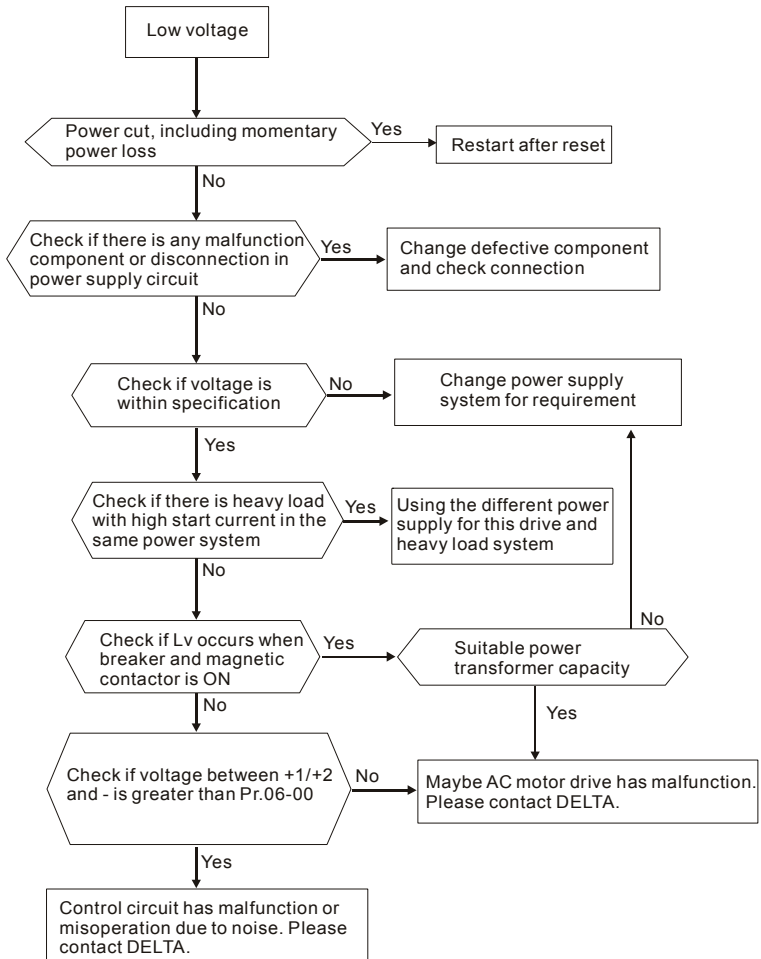 Low voltage
Power cut, including momentary
power loss
Yes
Restart after reset
No
Check if there is any malfunction
component or disconnection in
power supply circuit
Yes
Change defective component
and check connection
No
Check if voltage is
within specification
No
Change power supply
system for requirement
Yes
Check if there is heavy load
with high start current in the
same power system
Yes
Using the different power
supply for this drive and
heavy load system
No
Check if Lv occurs when
breaker and magnetic
contactor is ON
Yes
Suitable power
transformer capacity
No
No
Yes
Check if voltage between +1/+2
and - is greater than Pr.06-00
No
Maybe AC motor drive has malfunction.
Please contact DELTA.
Yes
Control circuit has malfunction or
misoperation due to noise. Please
contact DELTA.